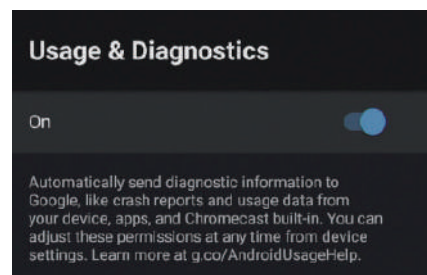 Usage & Diagnostics
On
Automatically send diagnostic information to
Google, like crash reports and usage data from
your device, apps, and Chromecast built-in. You can
adjust these permissions at any time from device
settings. Learn more at g.co/AndroidUsageHelp.